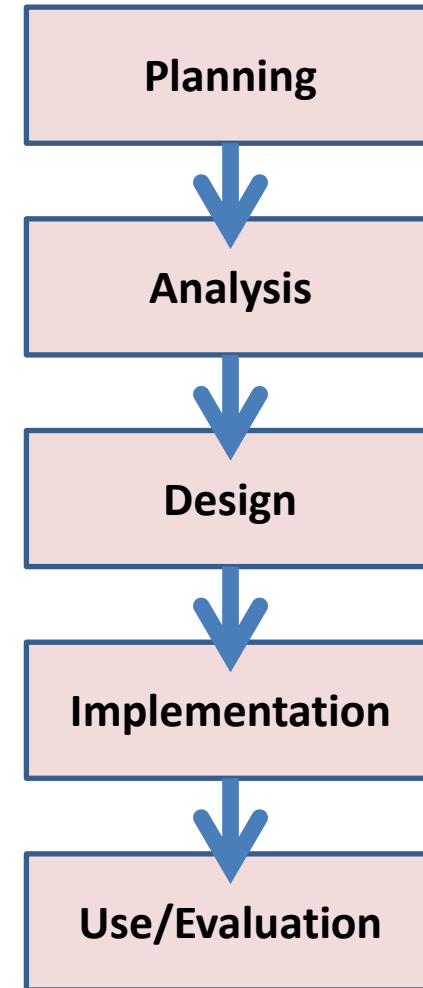 Planning
Analysis
Design
Implementation
Use/Evaluation